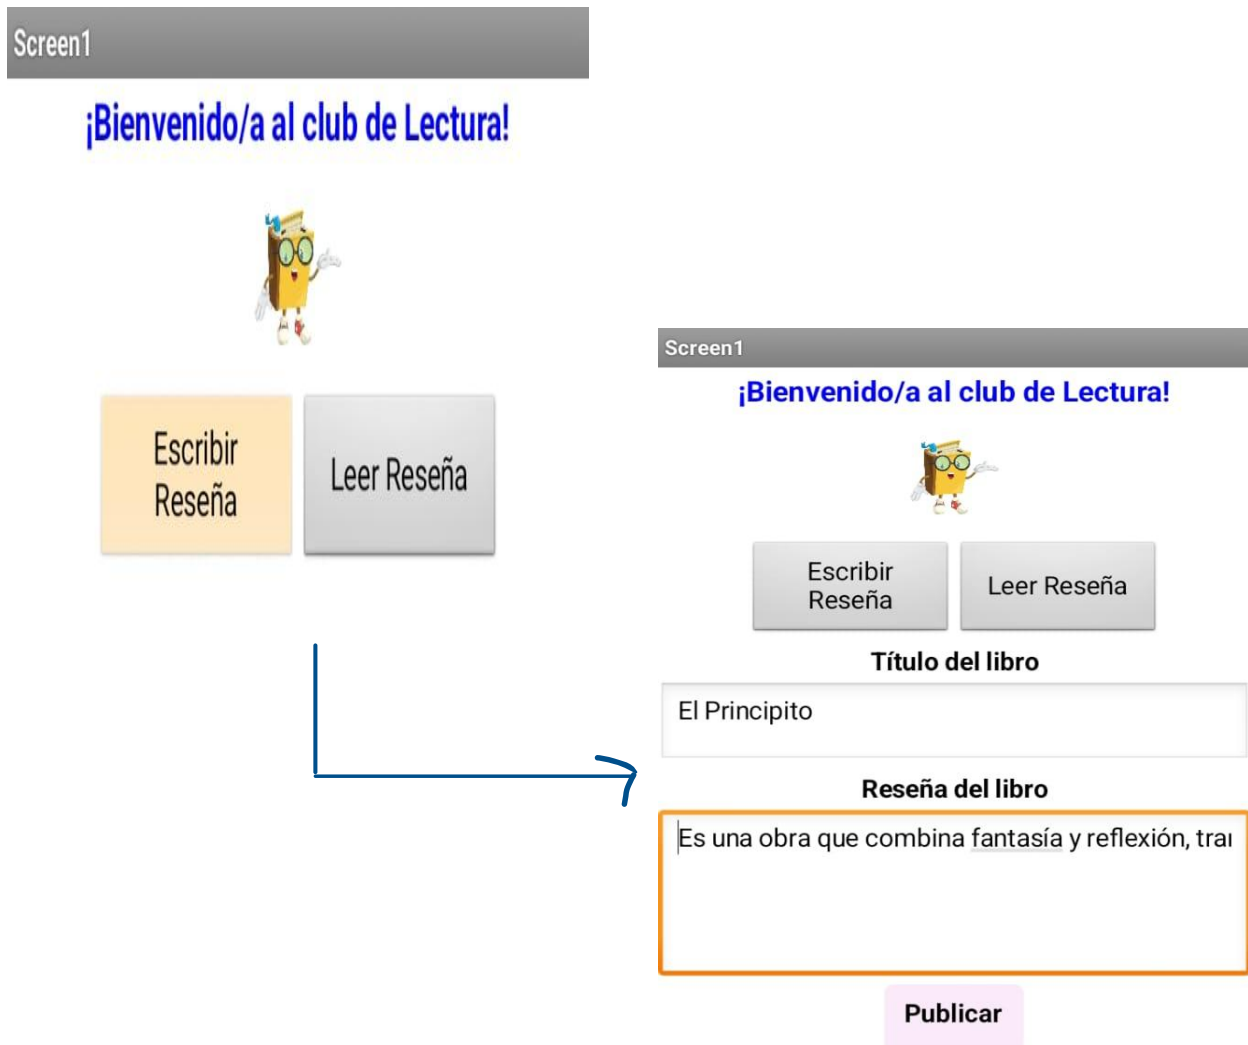 Screen1
¡Bienvenido/a al club de Lectura!
Escribir
Reseña
Leer Reseña
Screen1
¡Bienvenido/a al club de Lectura!
Escribir
Reseña
Leer Reseña
Título del libro
El Principito
Reseña del libro
Es una obra que combina fantasía y reflexión, tra
Publicar